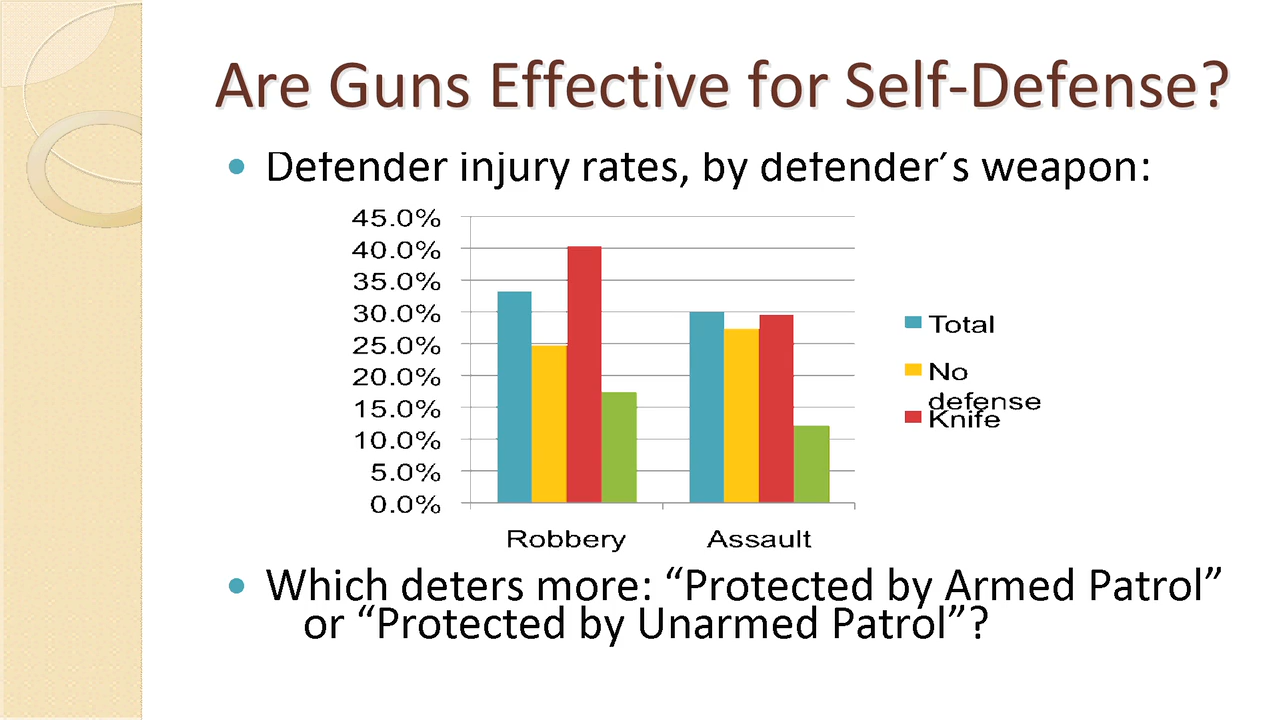 Are Guns Effective for Self-Defense?
• Defender injury rates, by defender´s weapon:
45.0%
40.0%
35.0%
30.0%
25.0%
20.0%
15.0%
10.0%
5.0%
0.0%
Robbery
Assault
Total
No
defense
Knife
• Which deters more: “Protected by Armed Patrol”
or “Protected by Unarmed Patrol”?